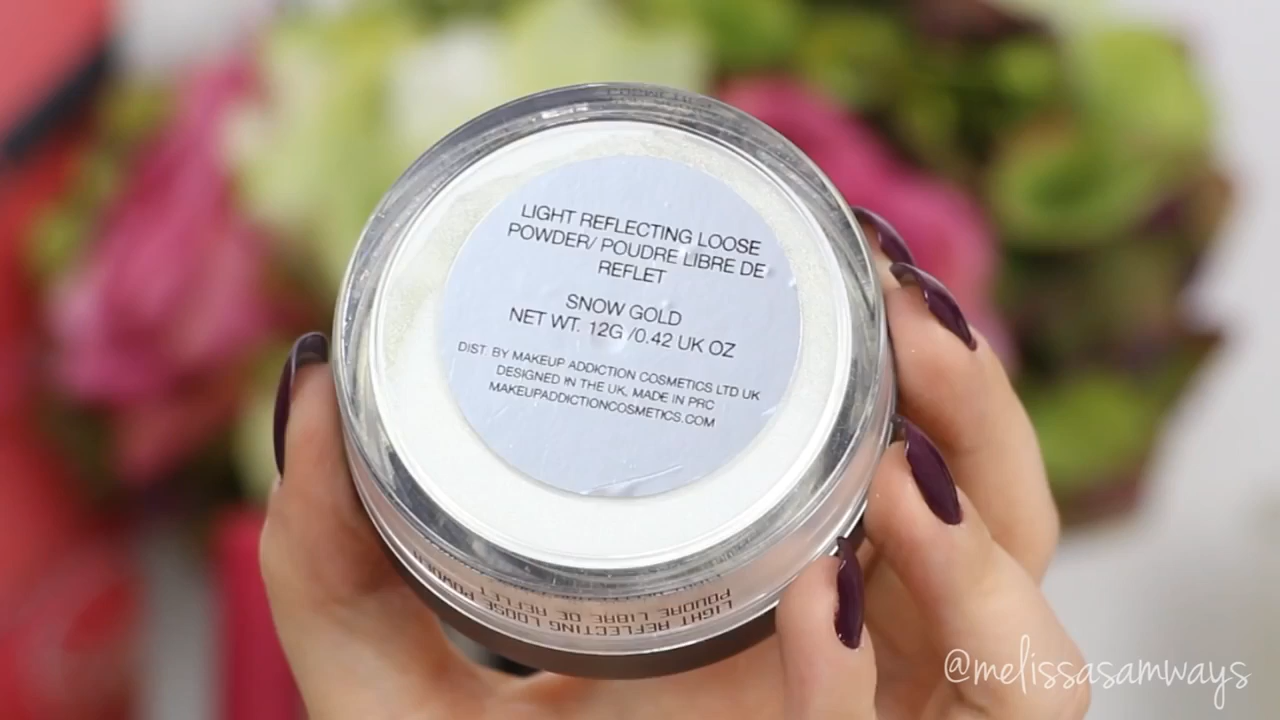 LIGHT REFLECTING LOOSE
POWDER/ POUDRE LIBRE DE
REFLET
SNOW GOLD
NET WT. 12G /0.42 UK OZ
DIST. BY MAKEUP ADDICTION COSMETICS LTD UK
DESIGNED IN THE UK, MADE IN PRC
MAKEUPADDICTIONCOSMETICS.COM
LIGHT REFLECTING LOOSE POWDER
POUDRE LIBRE DE REFLET
@melissasamways